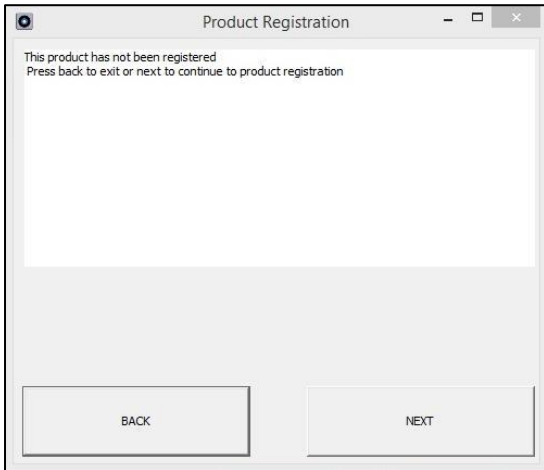 Product Registration
This product has not been registered
Press back to exit or next to continue to product registration
BACK
NEXT